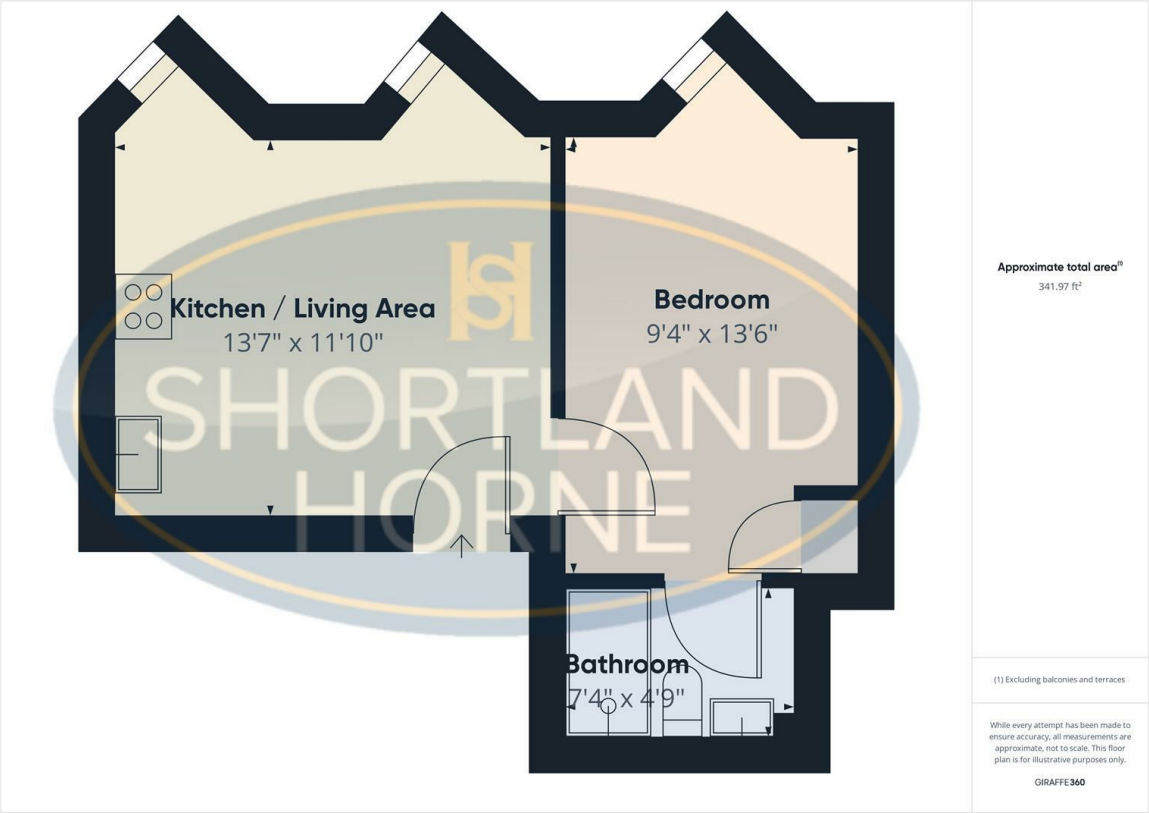 Kitchen / Living Area
13'7" x 11'10"
Bedroom
9'4" x 13'6"
HS
SHORTLAND
HORNE
Bathroom
7'4" x 4'9"
Approximate total area⁽¹⁾
341.97 ft²
(1) Excluding balconies and terraces
While every attempt has been made to
ensure accuracy, all measurements are
approximate, not to scale. This floor
plan is for illustrative purposes only.
GIRAFFE360